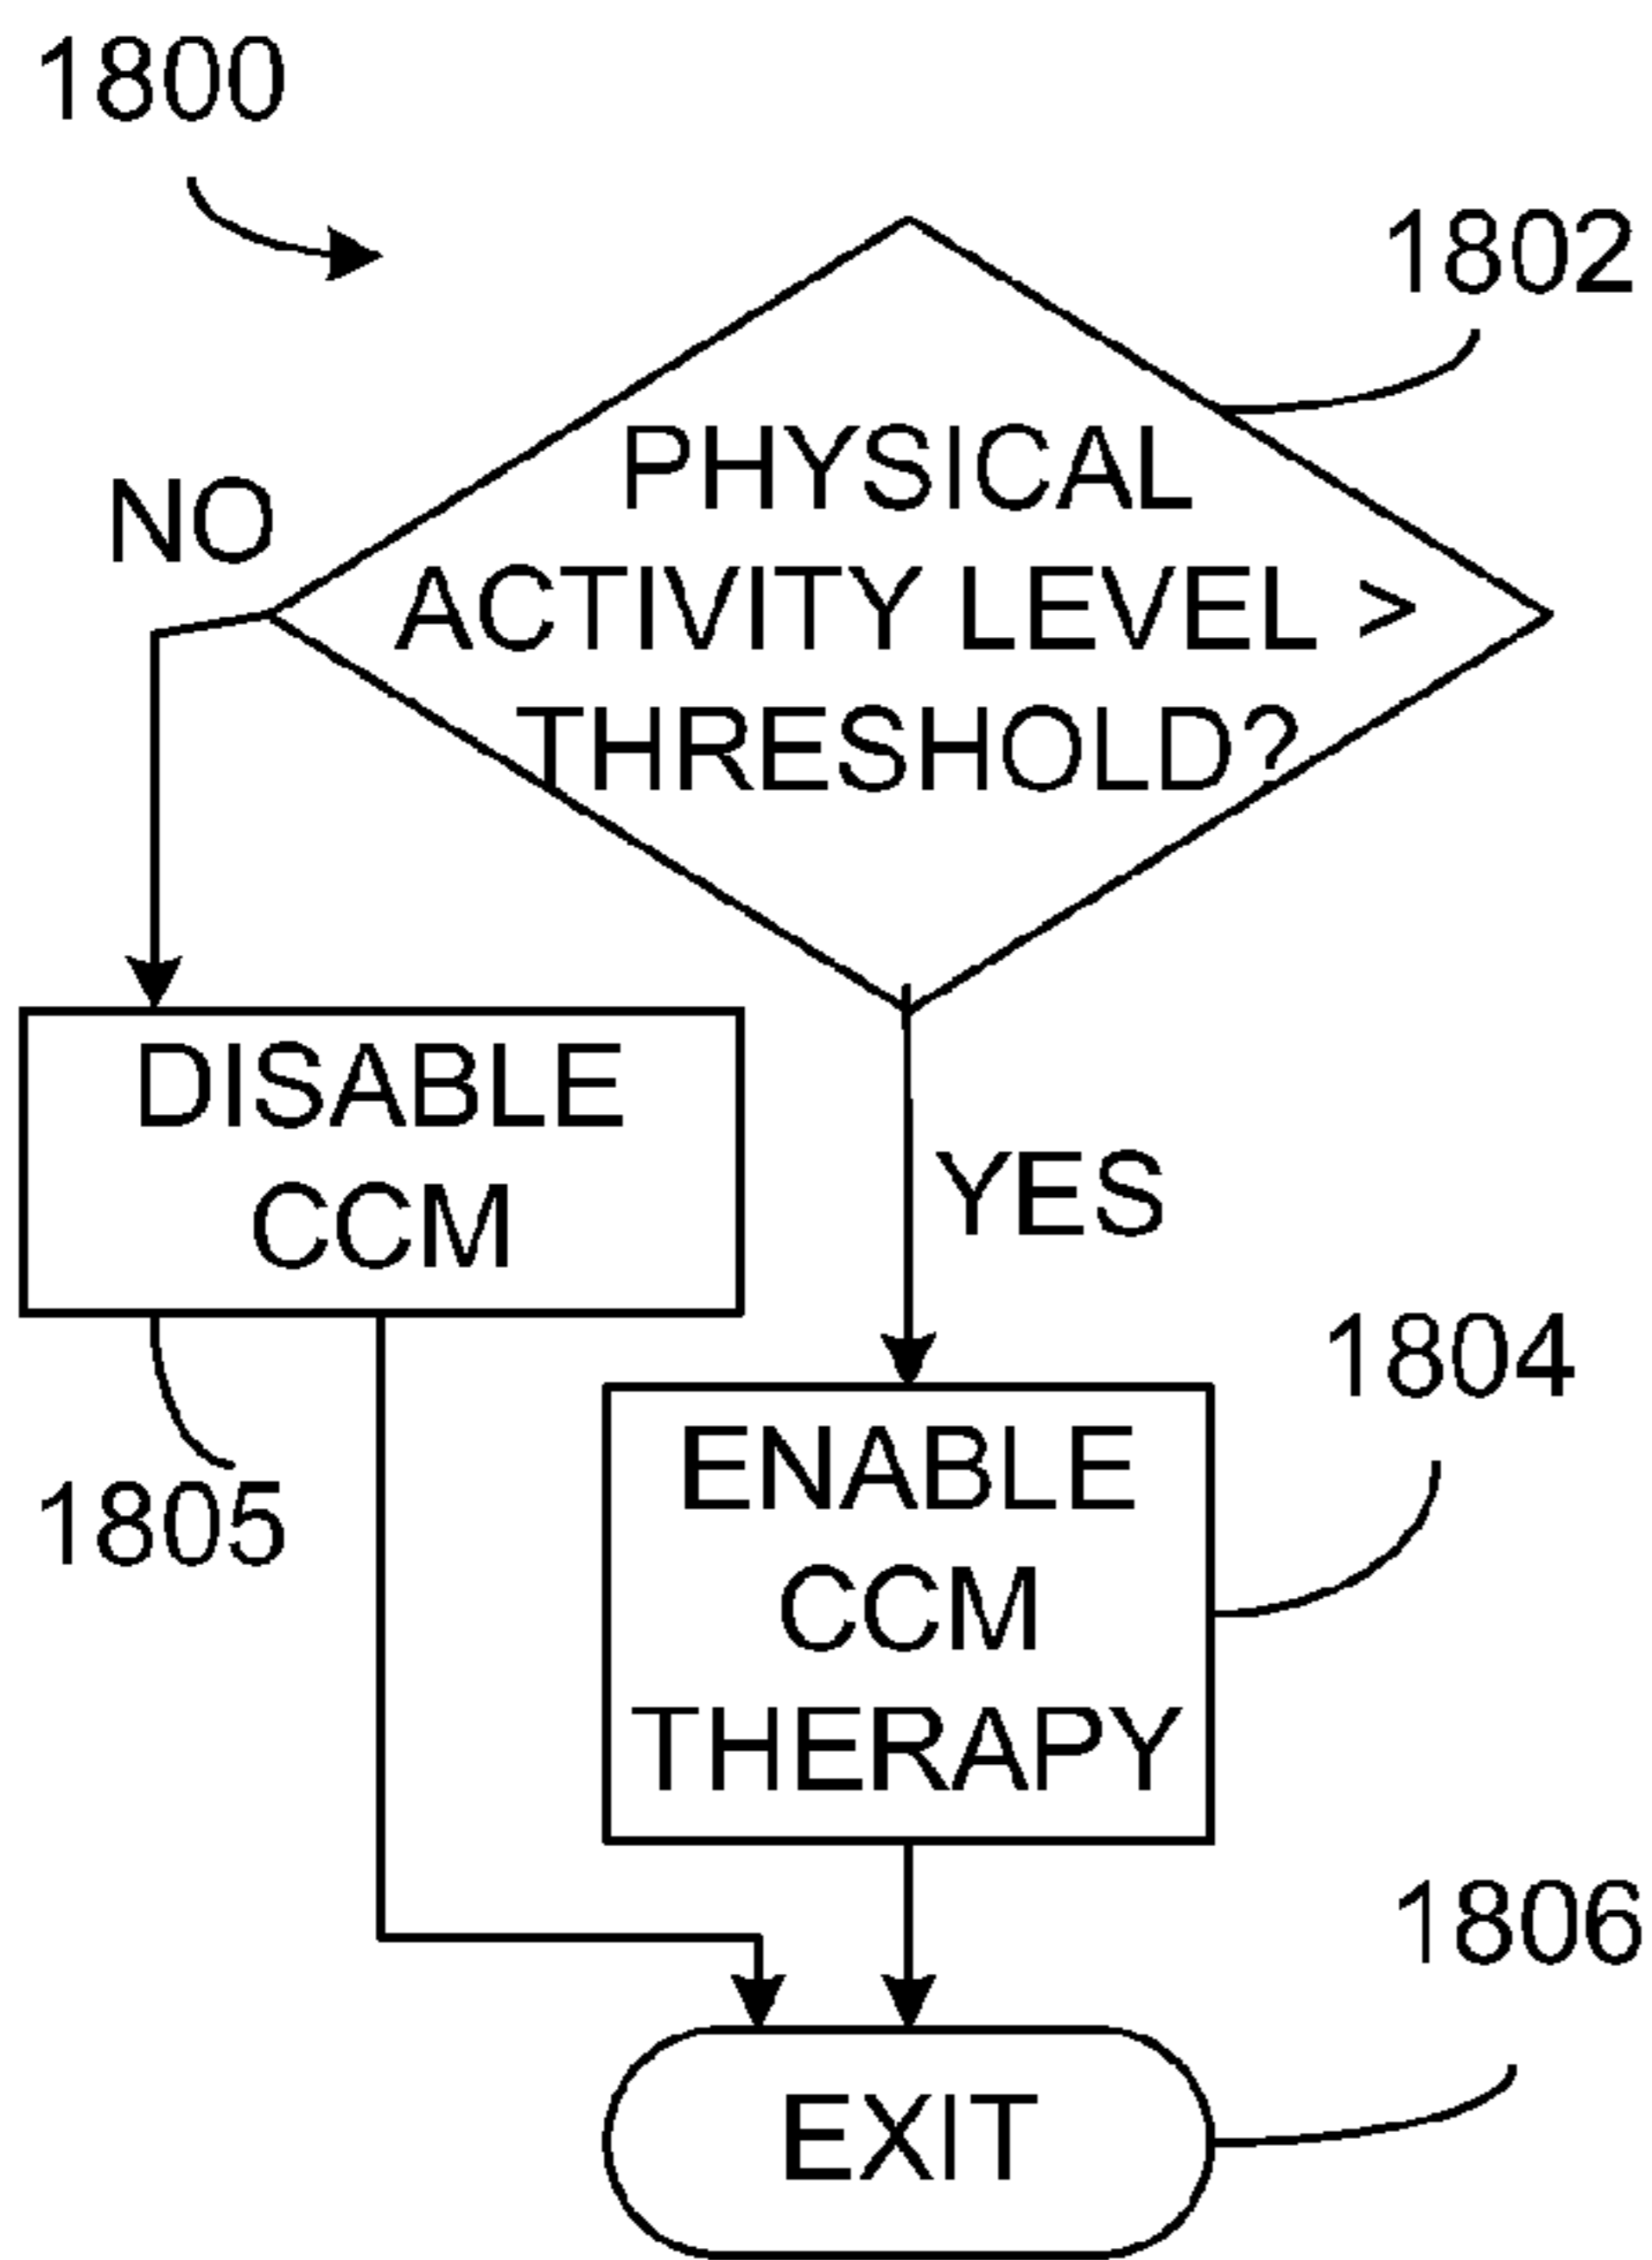 1800
1802
PHYSICAL
ACTIVITY LEVEL >
THRESHOLD?
NO
DISABLE
CCM
YES
1805
1804
ENABLE
CCM
THERAPY
1806
EXIT